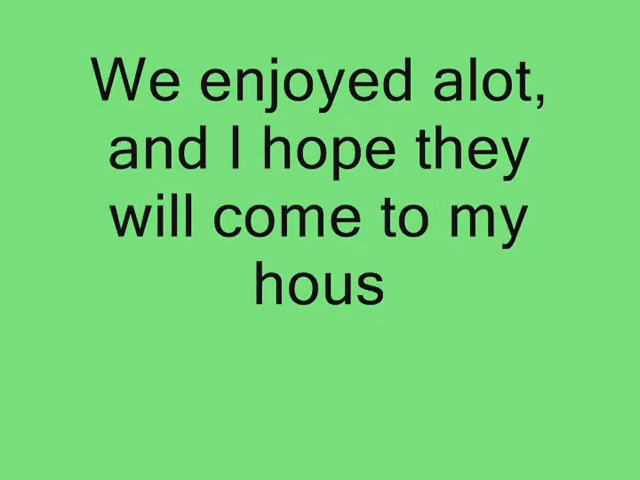 We enjoyed alot,
and I hope they
will come to my
hous